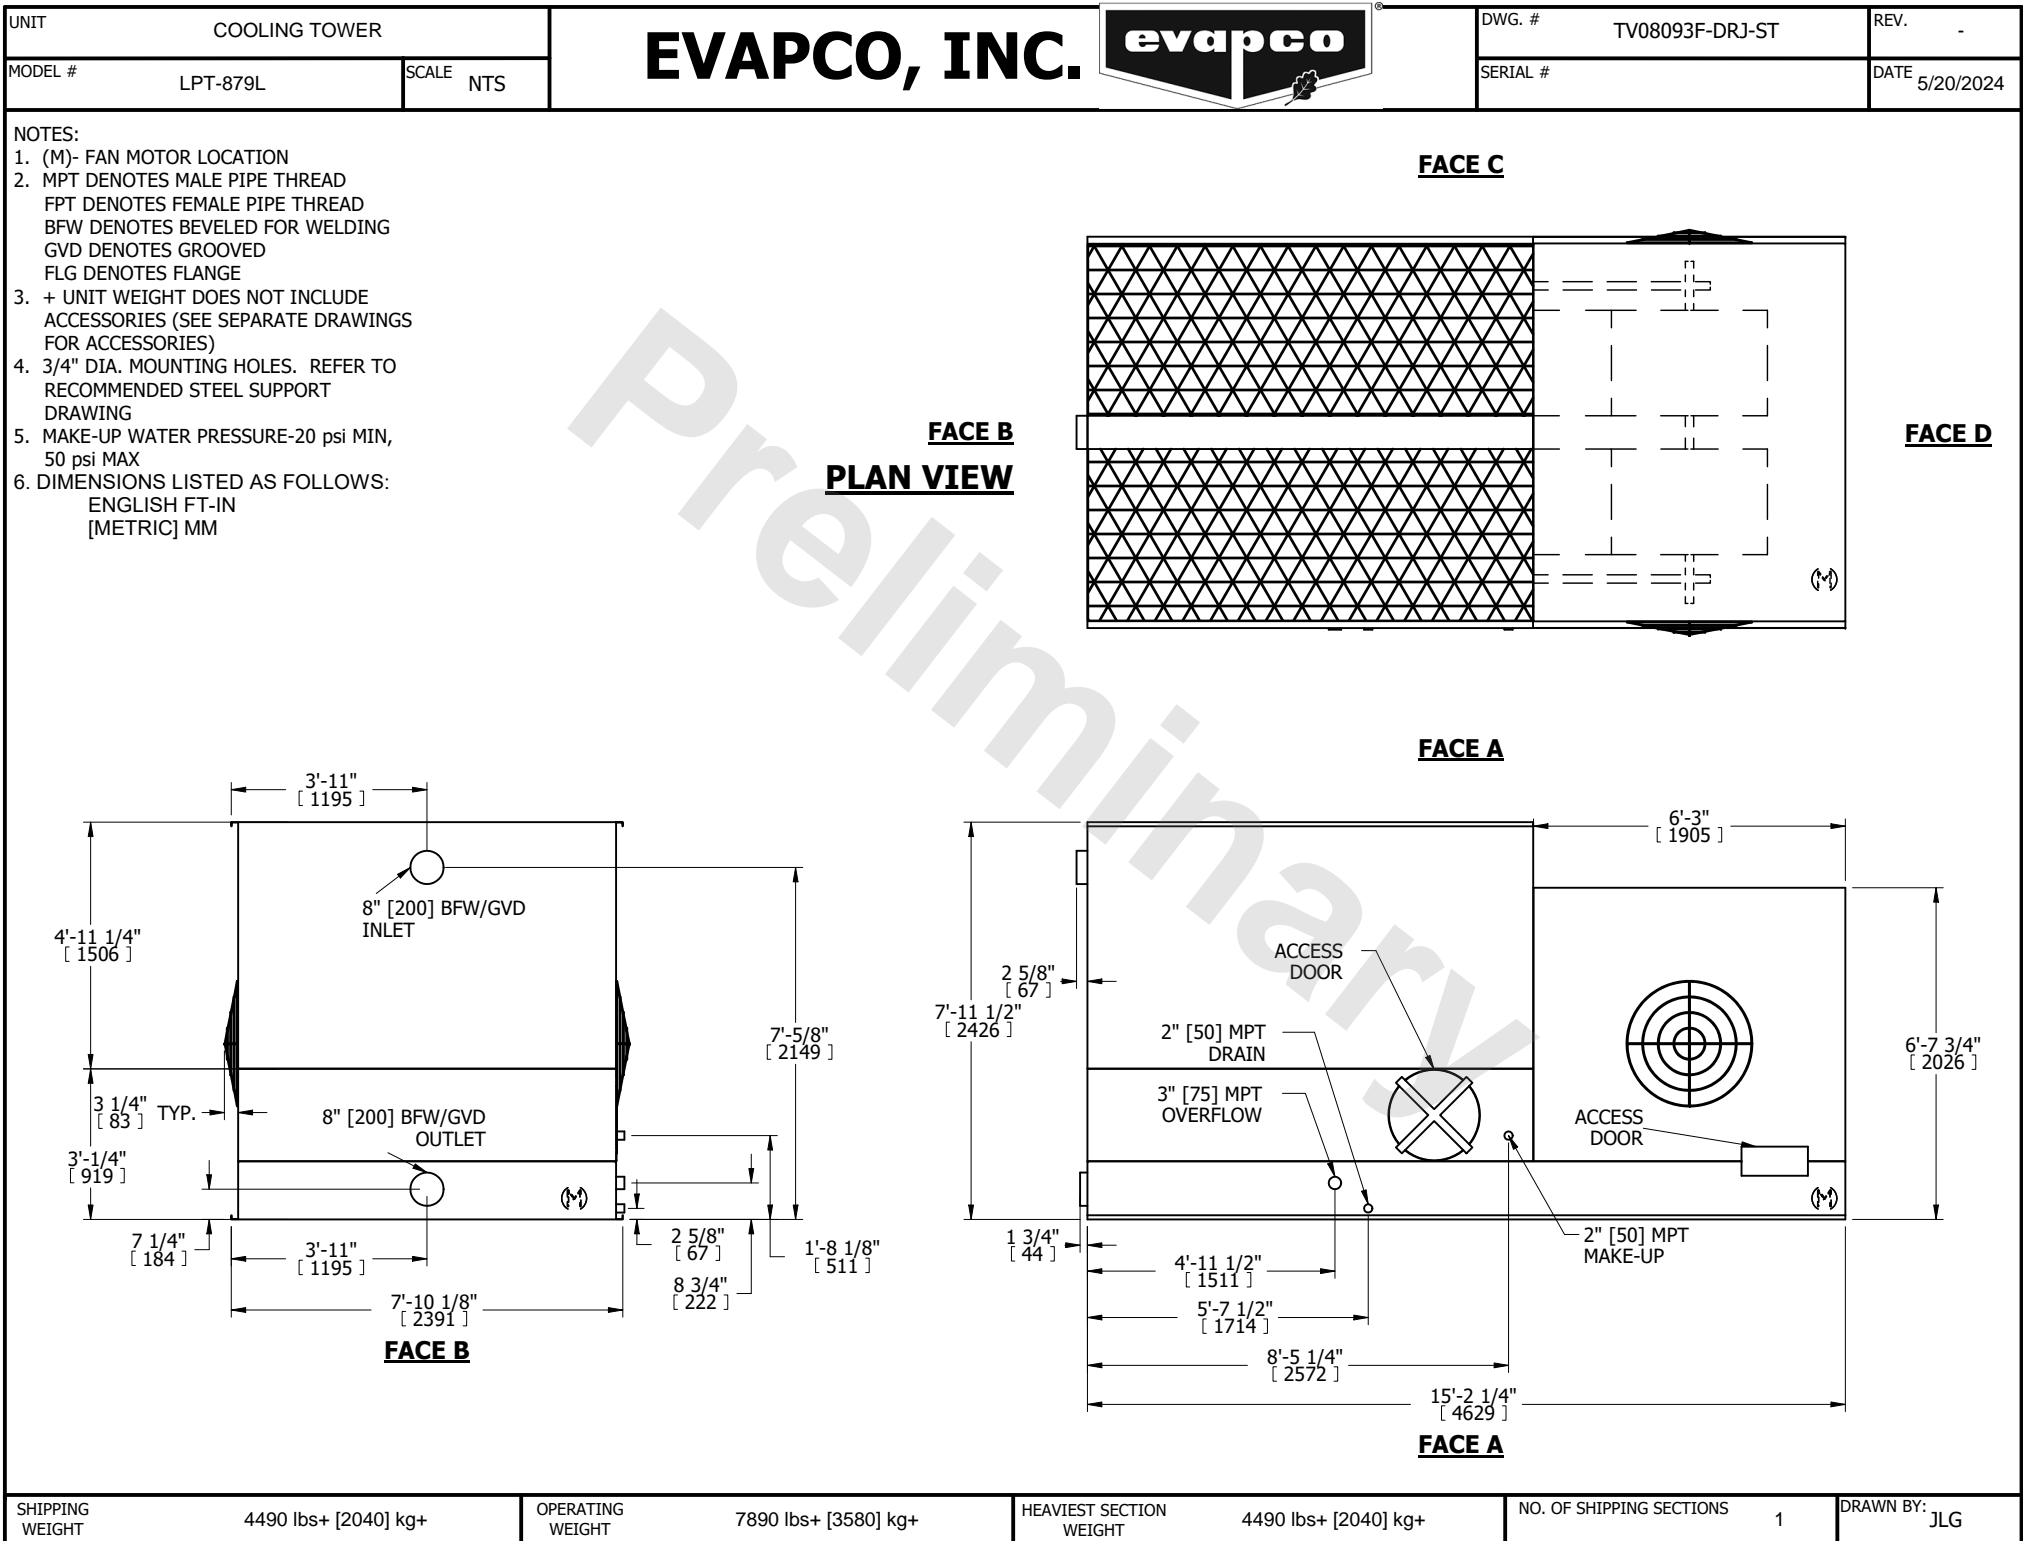 UNIT
COOLING TOWER
MODEL #
LPT-879L
SCALE
NTS
EVAPCO, INC.
evapco
®
DWG. #
TV08093F-DRJ-ST
REV.
-
SERIAL #
DATE
5/20/2024
NOTES:
1. (M)- FAN MOTOR LOCATION
2. MPT DENOTES MALE PIPE THREAD
FPT DENOTES FEMALE PIPE THREAD
BFW DENOTES BEVELED FOR WELDING
GVD DENOTES GROOVED
FLG DENOTES FLANGE
3. + UNIT WEIGHT DOES NOT INCLUDE
ACCESSORIES (SEE SEPARATE DRAWINGS
FOR ACCESSORIES)
4. 3/4" DIA. MOUNTING HOLES. REFER TO
RECOMMENDED STEEL SUPPORT
DRAWING
5. MAKE-UP WATER PRESSURE-20 psi MIN,
50 psi MAX
6. DIMENSIONS LISTED AS FOLLOWS:
ENGLISH FT-IN
[METRIC] MM
Preliminary
FACE C
FACE B
PLAN VIEW
FACE D
(M)
FACE A
3'-11"
[ 1195 ]
8" [200] BFW/GVD
INLET
4'-11 1/4"
[ 1506 ]
7'-5/8"
[ 2149 ]
3 1/4"
[ 83 ]
TYP.
8" [200] BFW/GVD
OUTLET
3'-1/4"
[ 919 ]
(M)
7 1/4"
[ 184 ]
3'-11"
[ 1195 ]
2 5/8"
[ 67 ]
1'-8 1/8"
[ 511 ]
8 3/4"
[ 222 ]
7'-10 1/8"
[ 2391 ]
FACE B
6'-3"
[ 1905 ]
ACCESS
DOOR
2 5/8"
[ 67 ]
7'-11 1/2"
[ 2426 ]
2" [50] MPT
DRAIN
6'-7 3/4"
[ 2026 ]
3" [75] MPT
OVERFLOW
ACCESS
DOOR
(M)
1 3/4"
[ 44 ]
2" [50] MPT
MAKE-UP
4'-11 1/2"
[ 1511 ]
5'-7 1/2"
[ 1714 ]
8'-5 1/4"
[ 2572 ]
15'-2 1/4"
[ 4629 ]
FACE A
SHIPPING
WEIGHT
4490 lbs+ [2040] kg+
OPERATING
WEIGHT
7890 lbs+ [3580] kg+
HEAVIEST SECTION
WEIGHT
4490 lbs+ [2040] kg+
NO. OF SHIPPING SECTIONS
1
DRAWN BY:
JLG